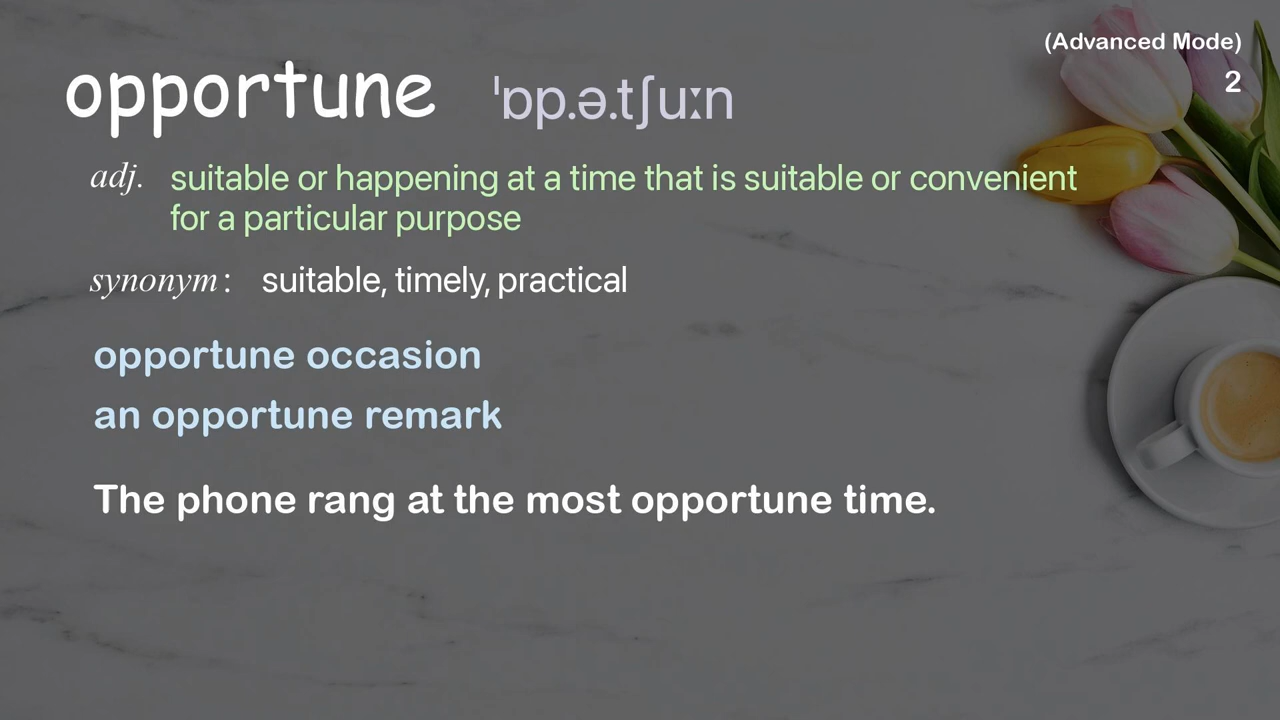 (Advanced Mode)
2
opportune ˈɒp.ə.tʃuːn
adj. suitable or happening at a time that is suitable or convenient
for a particular purpose
synonym: suitable, timely, practical
opportune occasion
an opportune remark
The phone rang at the most opportune time.